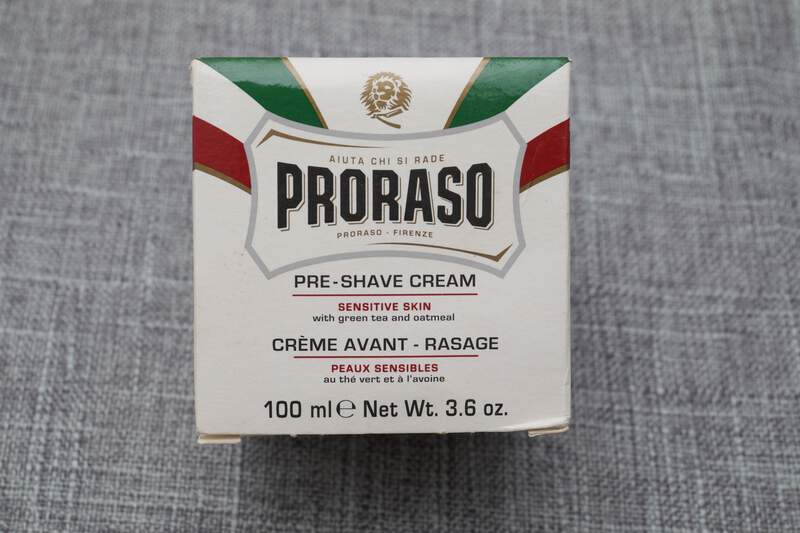 AIUTA CHI SI RADE
PRORASO
PRORASO - FIRENZE
PRE-SHAVE CREAM
SENSITIVE SKIN
with green tea and oatmeal
CRÈME AVANT - RASAGE
PEAUX SENSIBLES
au thé vert et à l'avoine
100 ml ℮ Net Wt. 3.6 oz.